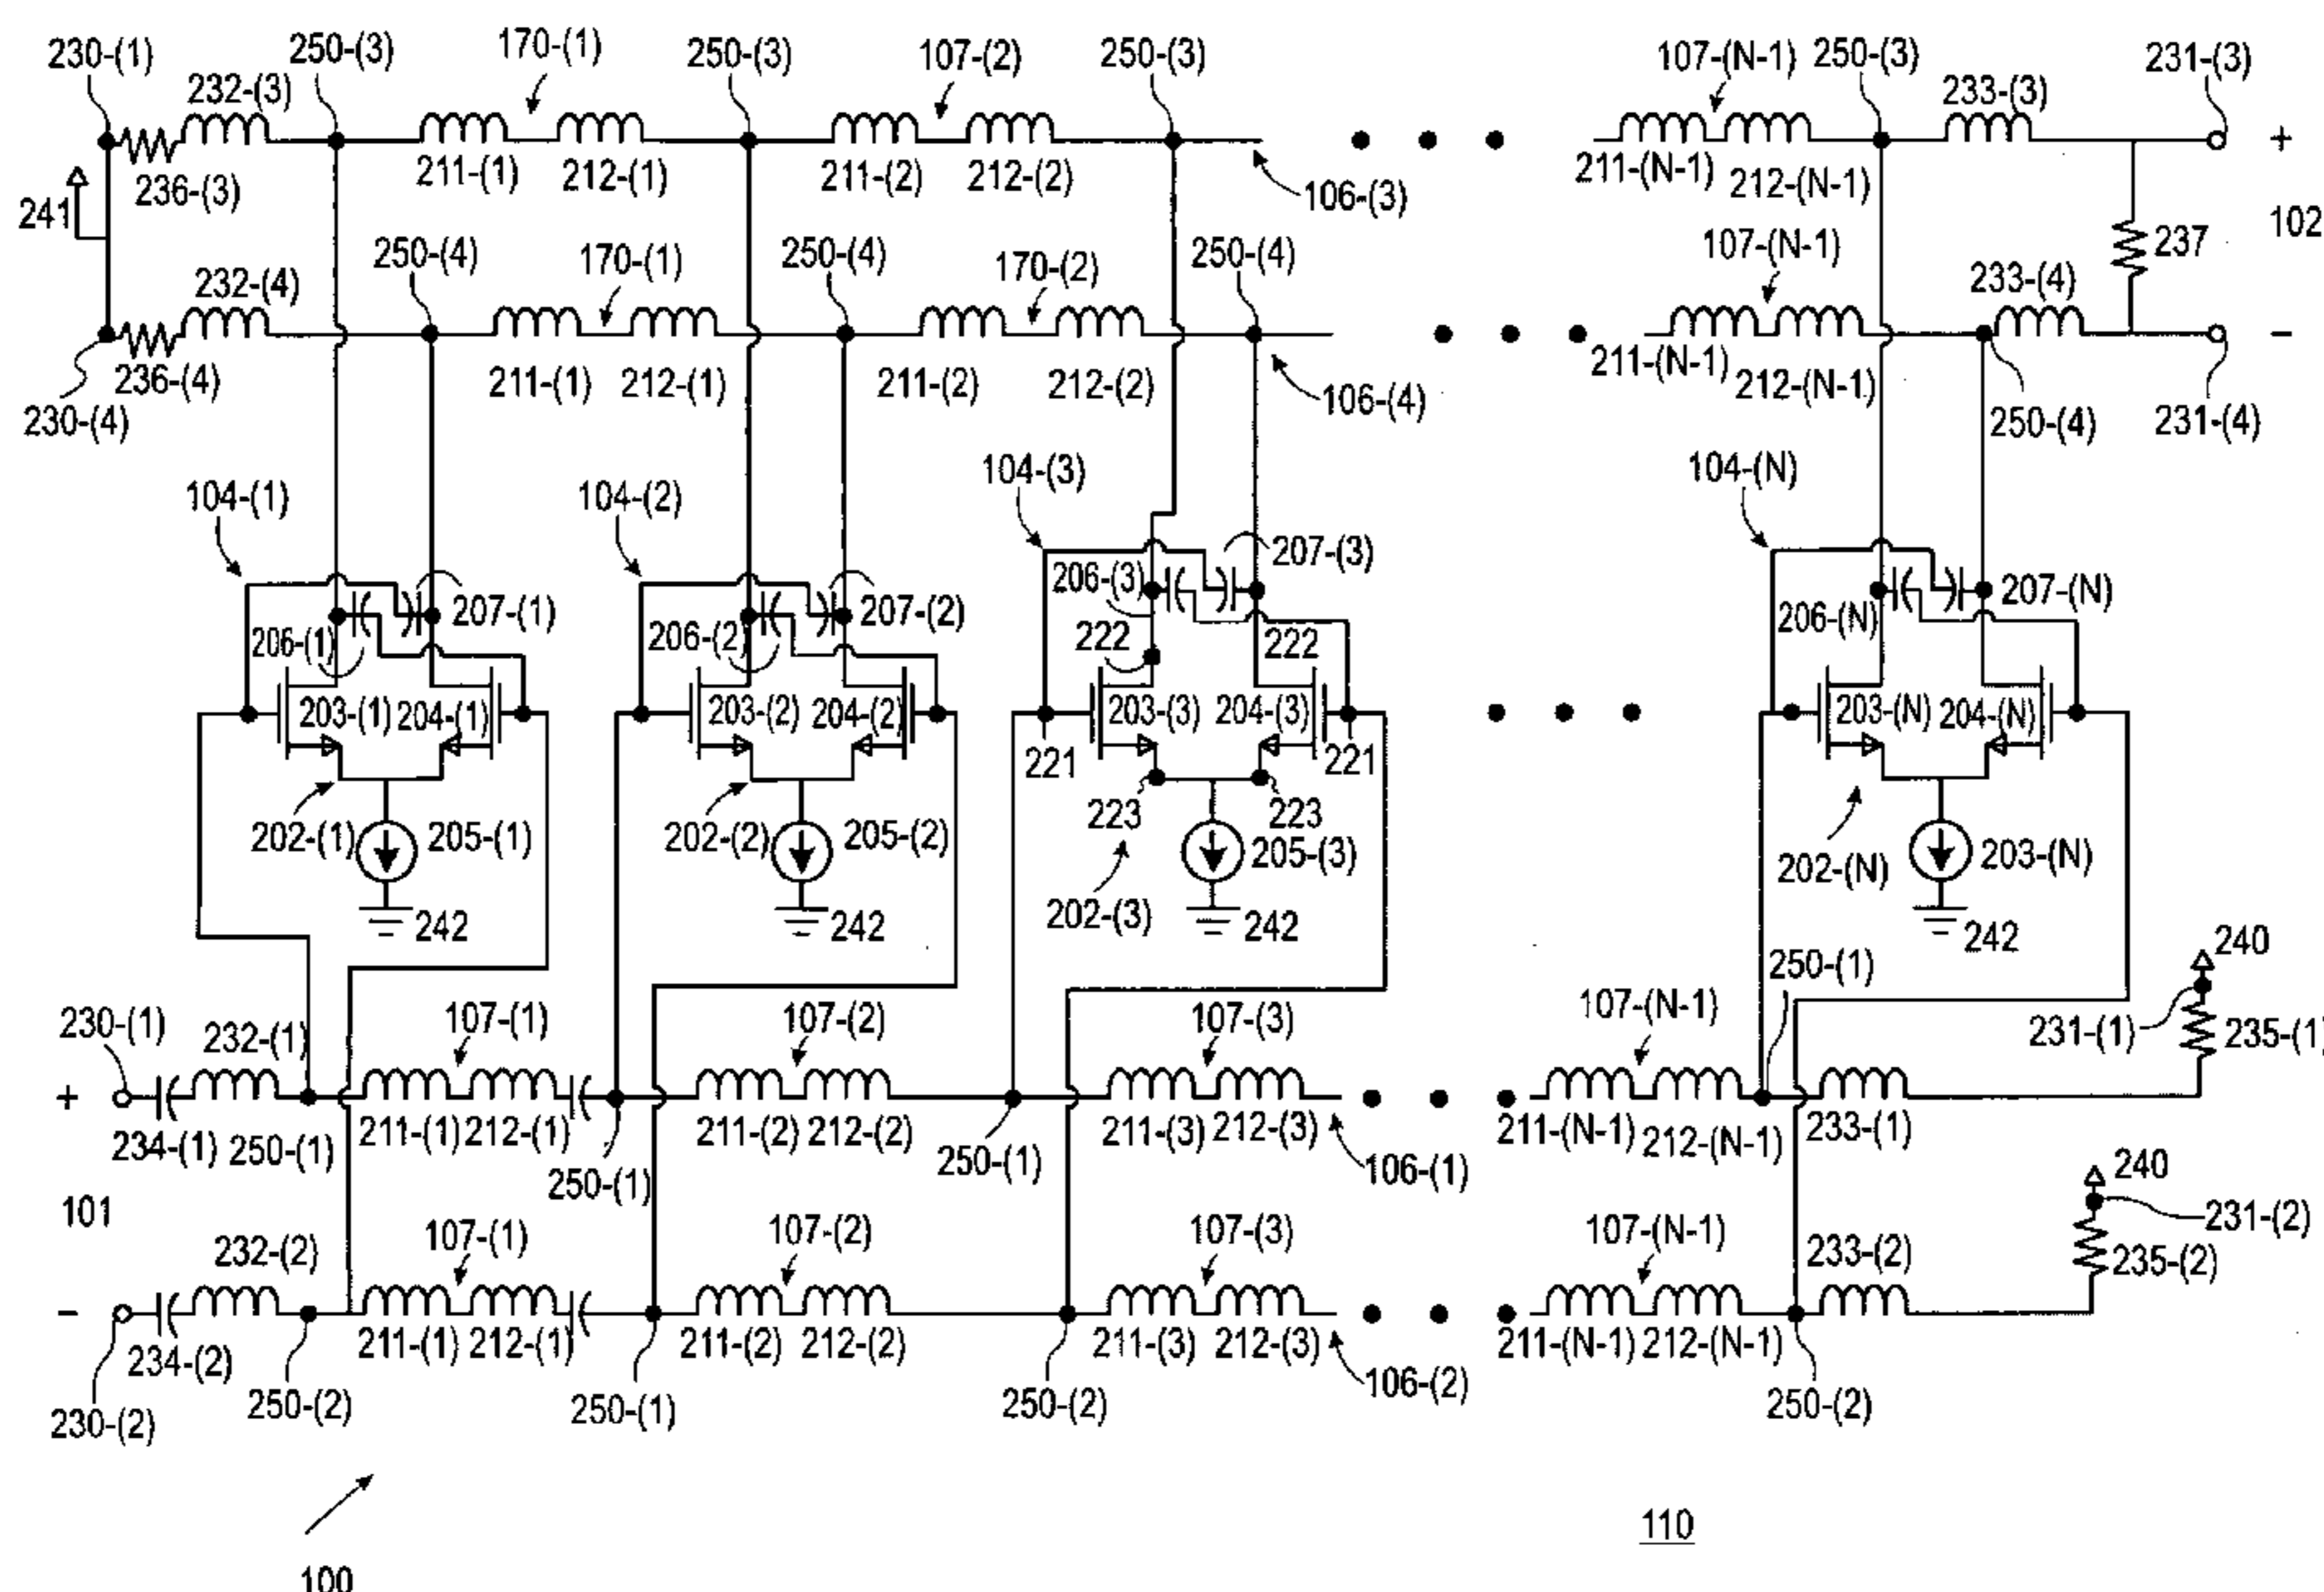 230-(1) 250-(3) 170-(1) 250-(3) 107-(2) 250-(3) 107-(N-1) 250-(3) 231-(3)
232-(3) 233-(3)
+
236-(3) 211-(1) 212-(1) 211-(2) 212-(2) 106-(3) 211-(N-1) 212-(N-1)
241 237 102
250-(4) 170-(1) 250-(4) 170-(2) 250-(4) 107-(N-1)
232-(4) 233-(4)
−
236-(4) 211-(1) 212-(1) 211-(2) 212-(2) 106-(4) 211-(N-1) 212-(N-1)
230-(4) 250-(4) 231-(4)
104-(1) 104-(2) 104-(3) 104-(N)
207-(3)
206-(3)
207-(1) 207-(2) 206-(N) 207-(N)
206-(1) 206-(2) 222 222
203-(1) 204-(1) 203-(2) 204-(2) 203-(3) 204-(3) 203-(N) 204-(N)
221 221
223 223
202-(1) 205-(1) 202-(2) 205-(2) 205-(3) 202-(N) 203-(N)
202-(3)
242 242 242 242 240
250-(1)
230-(1) 232-(1) 107-(1) 107-(2) 107-(3) 107-(N-1) 231-(1) 235-(1)
+
234-(1) 250-(1) 211-(1) 212-(1) 211-(2) 212-(2) 211-(3) 212-(3) 211-(N-1) 212-(N-1) 233-(1)
250-(1) 250-(1) 106-(1) 240
101
232-(2) 107-(1) 107-(2) 107-(3) 107-(N-1) 233-(2) 231-(2)
235-(2)
−
234-(2) 211-(1) 212-(1) 211-(2) 212-(2) 211-(3) 212-(3) 211-(N-1) 212-(N-1)
230-(2) 250-(2) 250-(1) 250-(2) 106-(2) 250-(2)
100
110